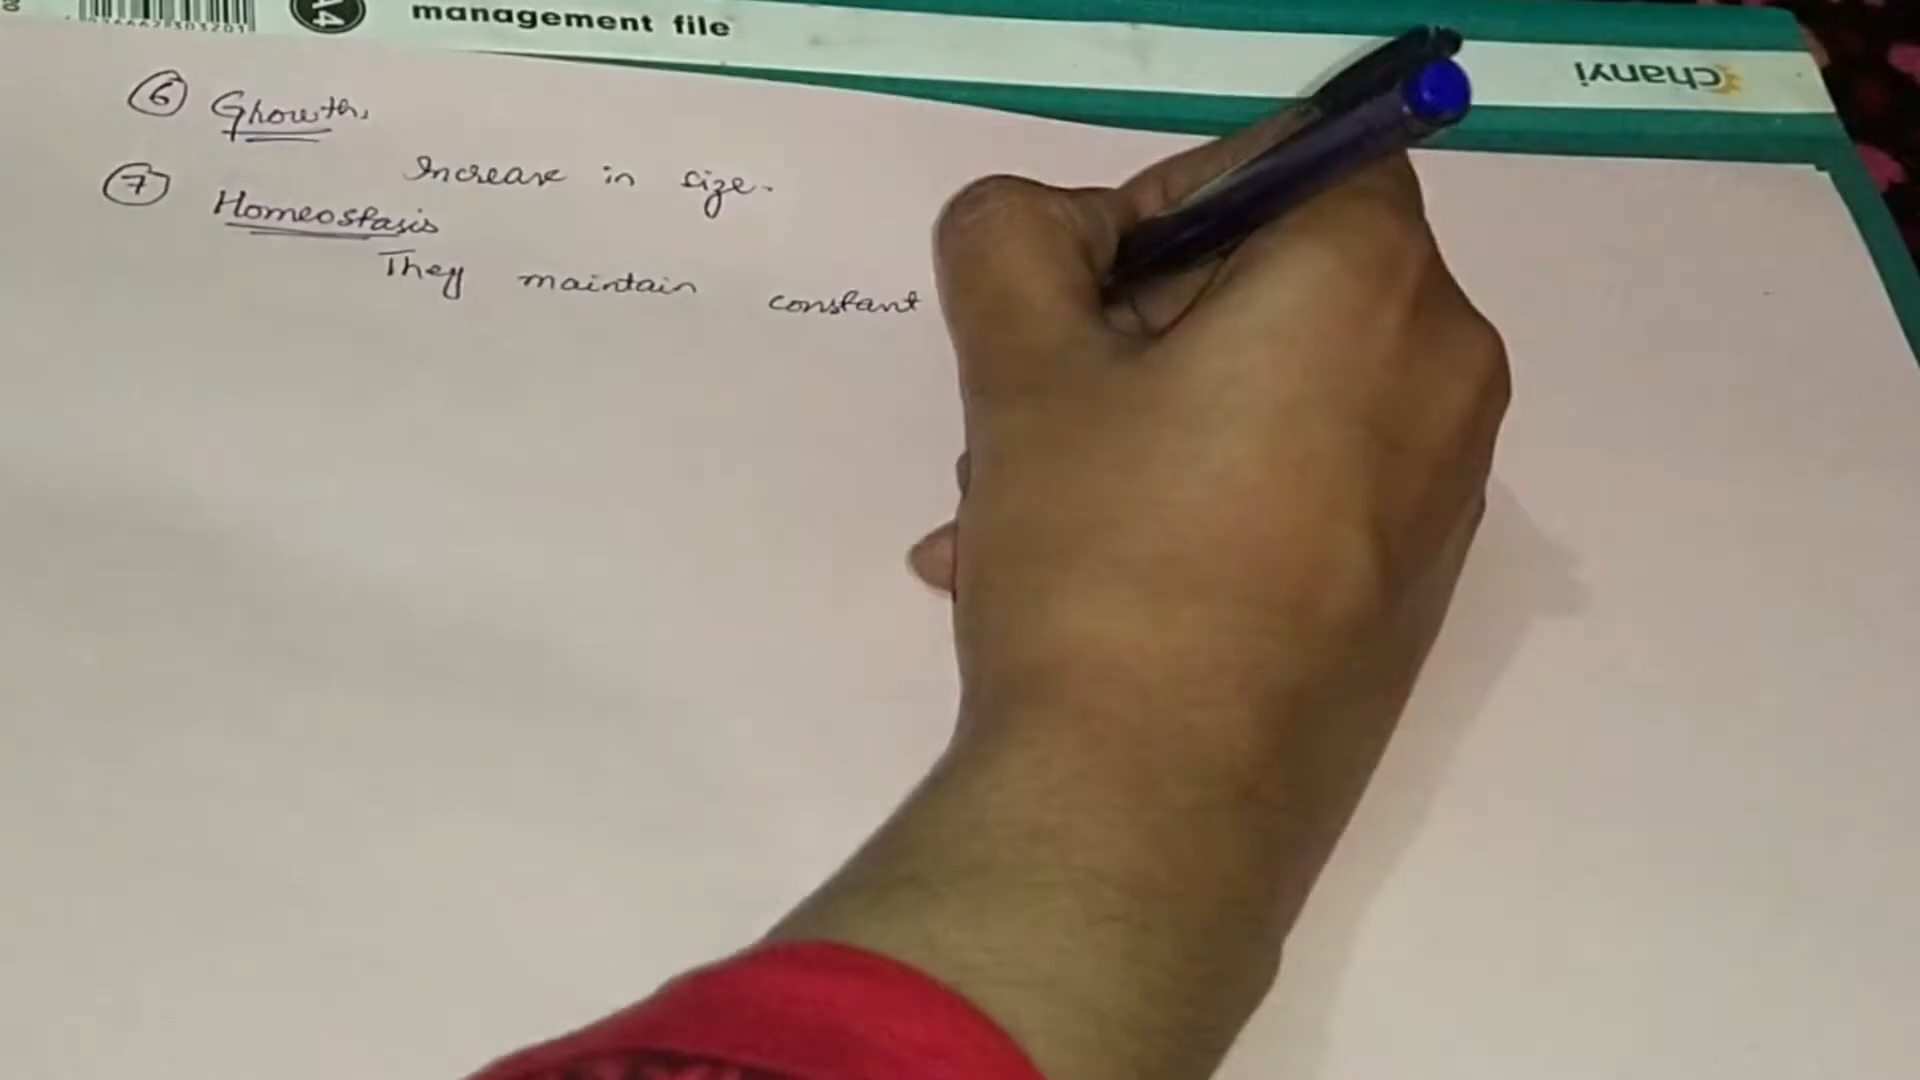 management file
chanyi
6 Growth,
Increase in size.
7 Homeostasis
They maintain constant